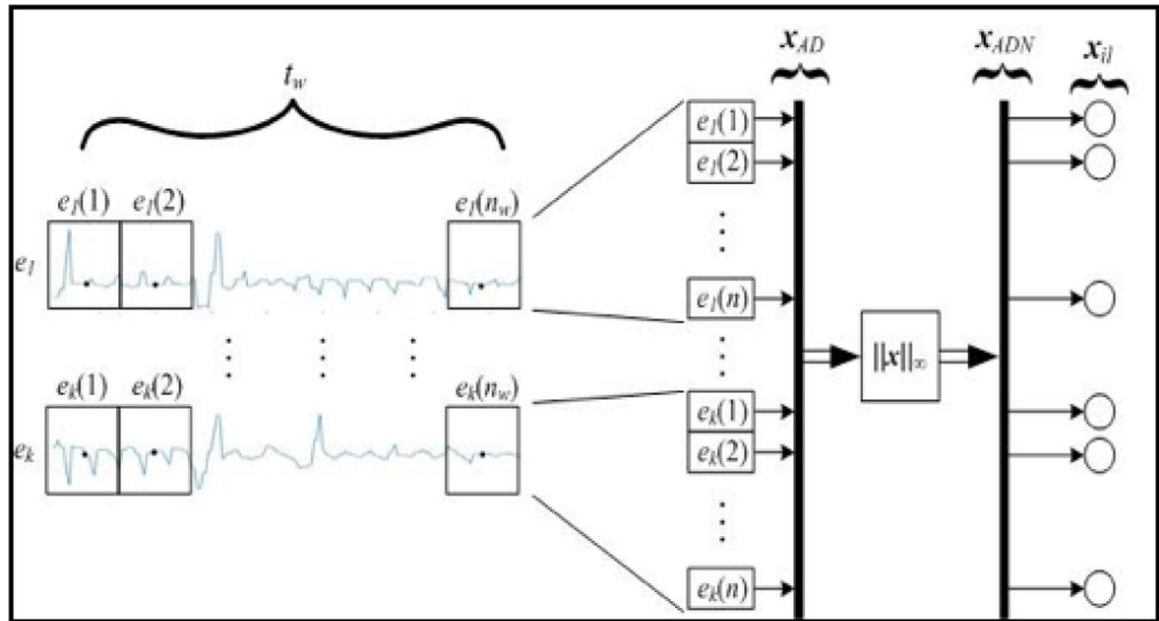 x_AD
x_ADN
x_il
t_w
e_1(1)
e_1(2)
e_1(1) e_1(2) e_1(n_w)
e_1
e_1(n)
||x||_∞
e_k(1) e_k(2) e_k(n_w)
e_k
e_k(1)
e_k(2)
e_k(n)